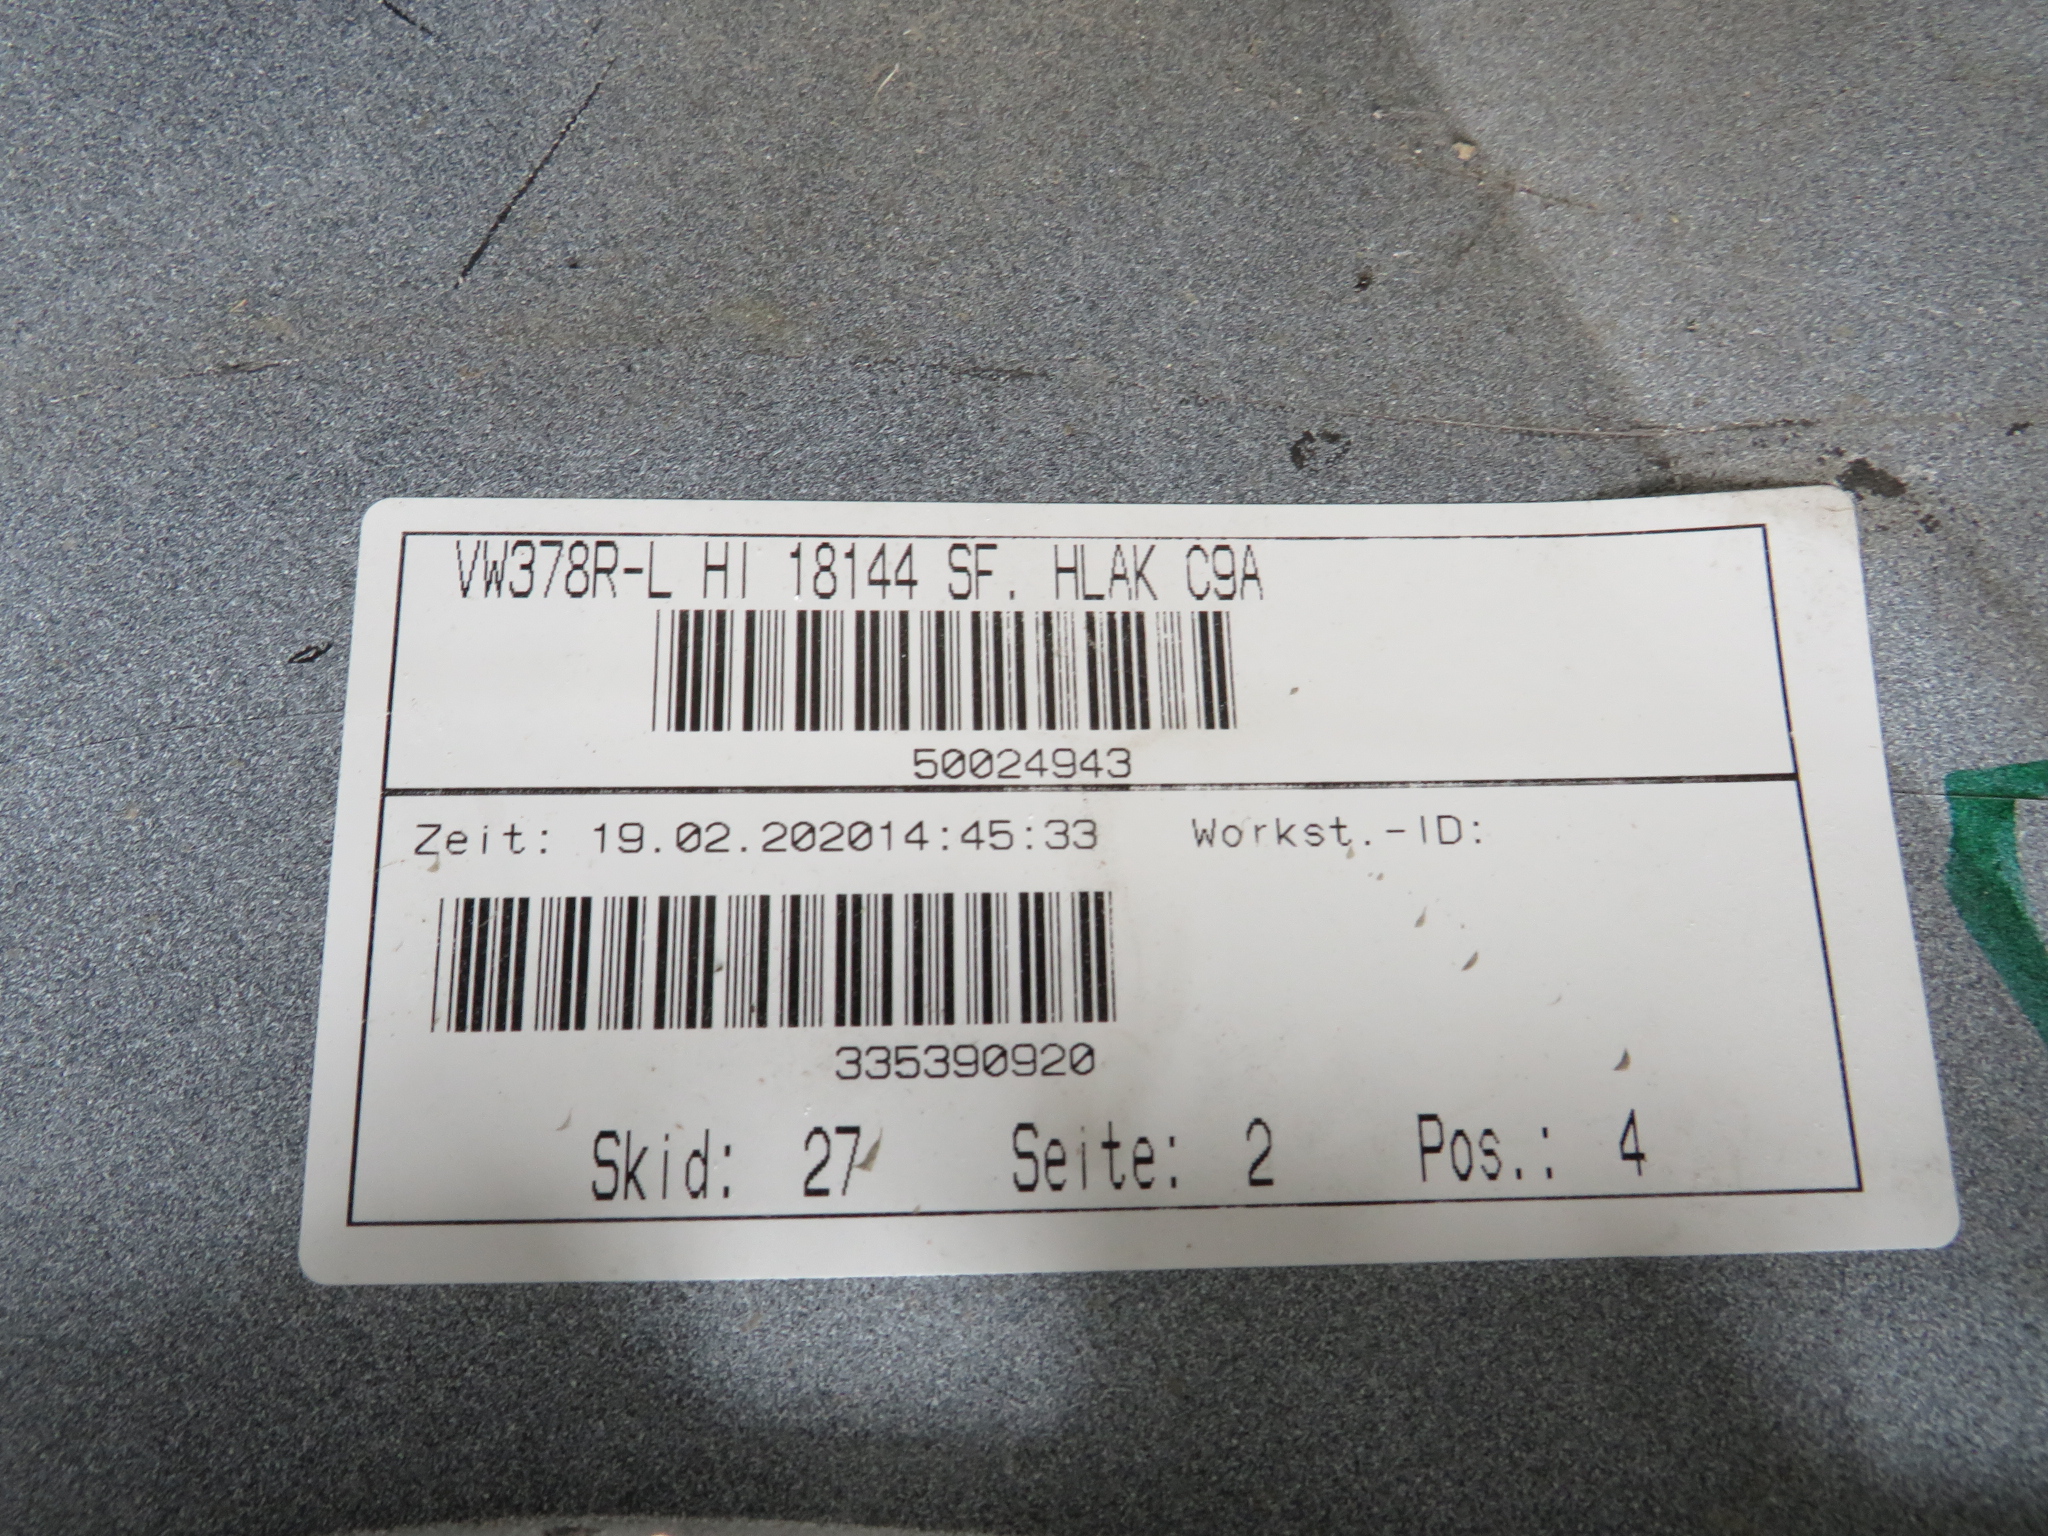 VW378R-L HI 18144 SF. HLAK C9A
50024943
Zeit: 19.02.202014:45:33 Workst.-ID:
335390920
Skid: 27 Seite: 2 Pos.: 4